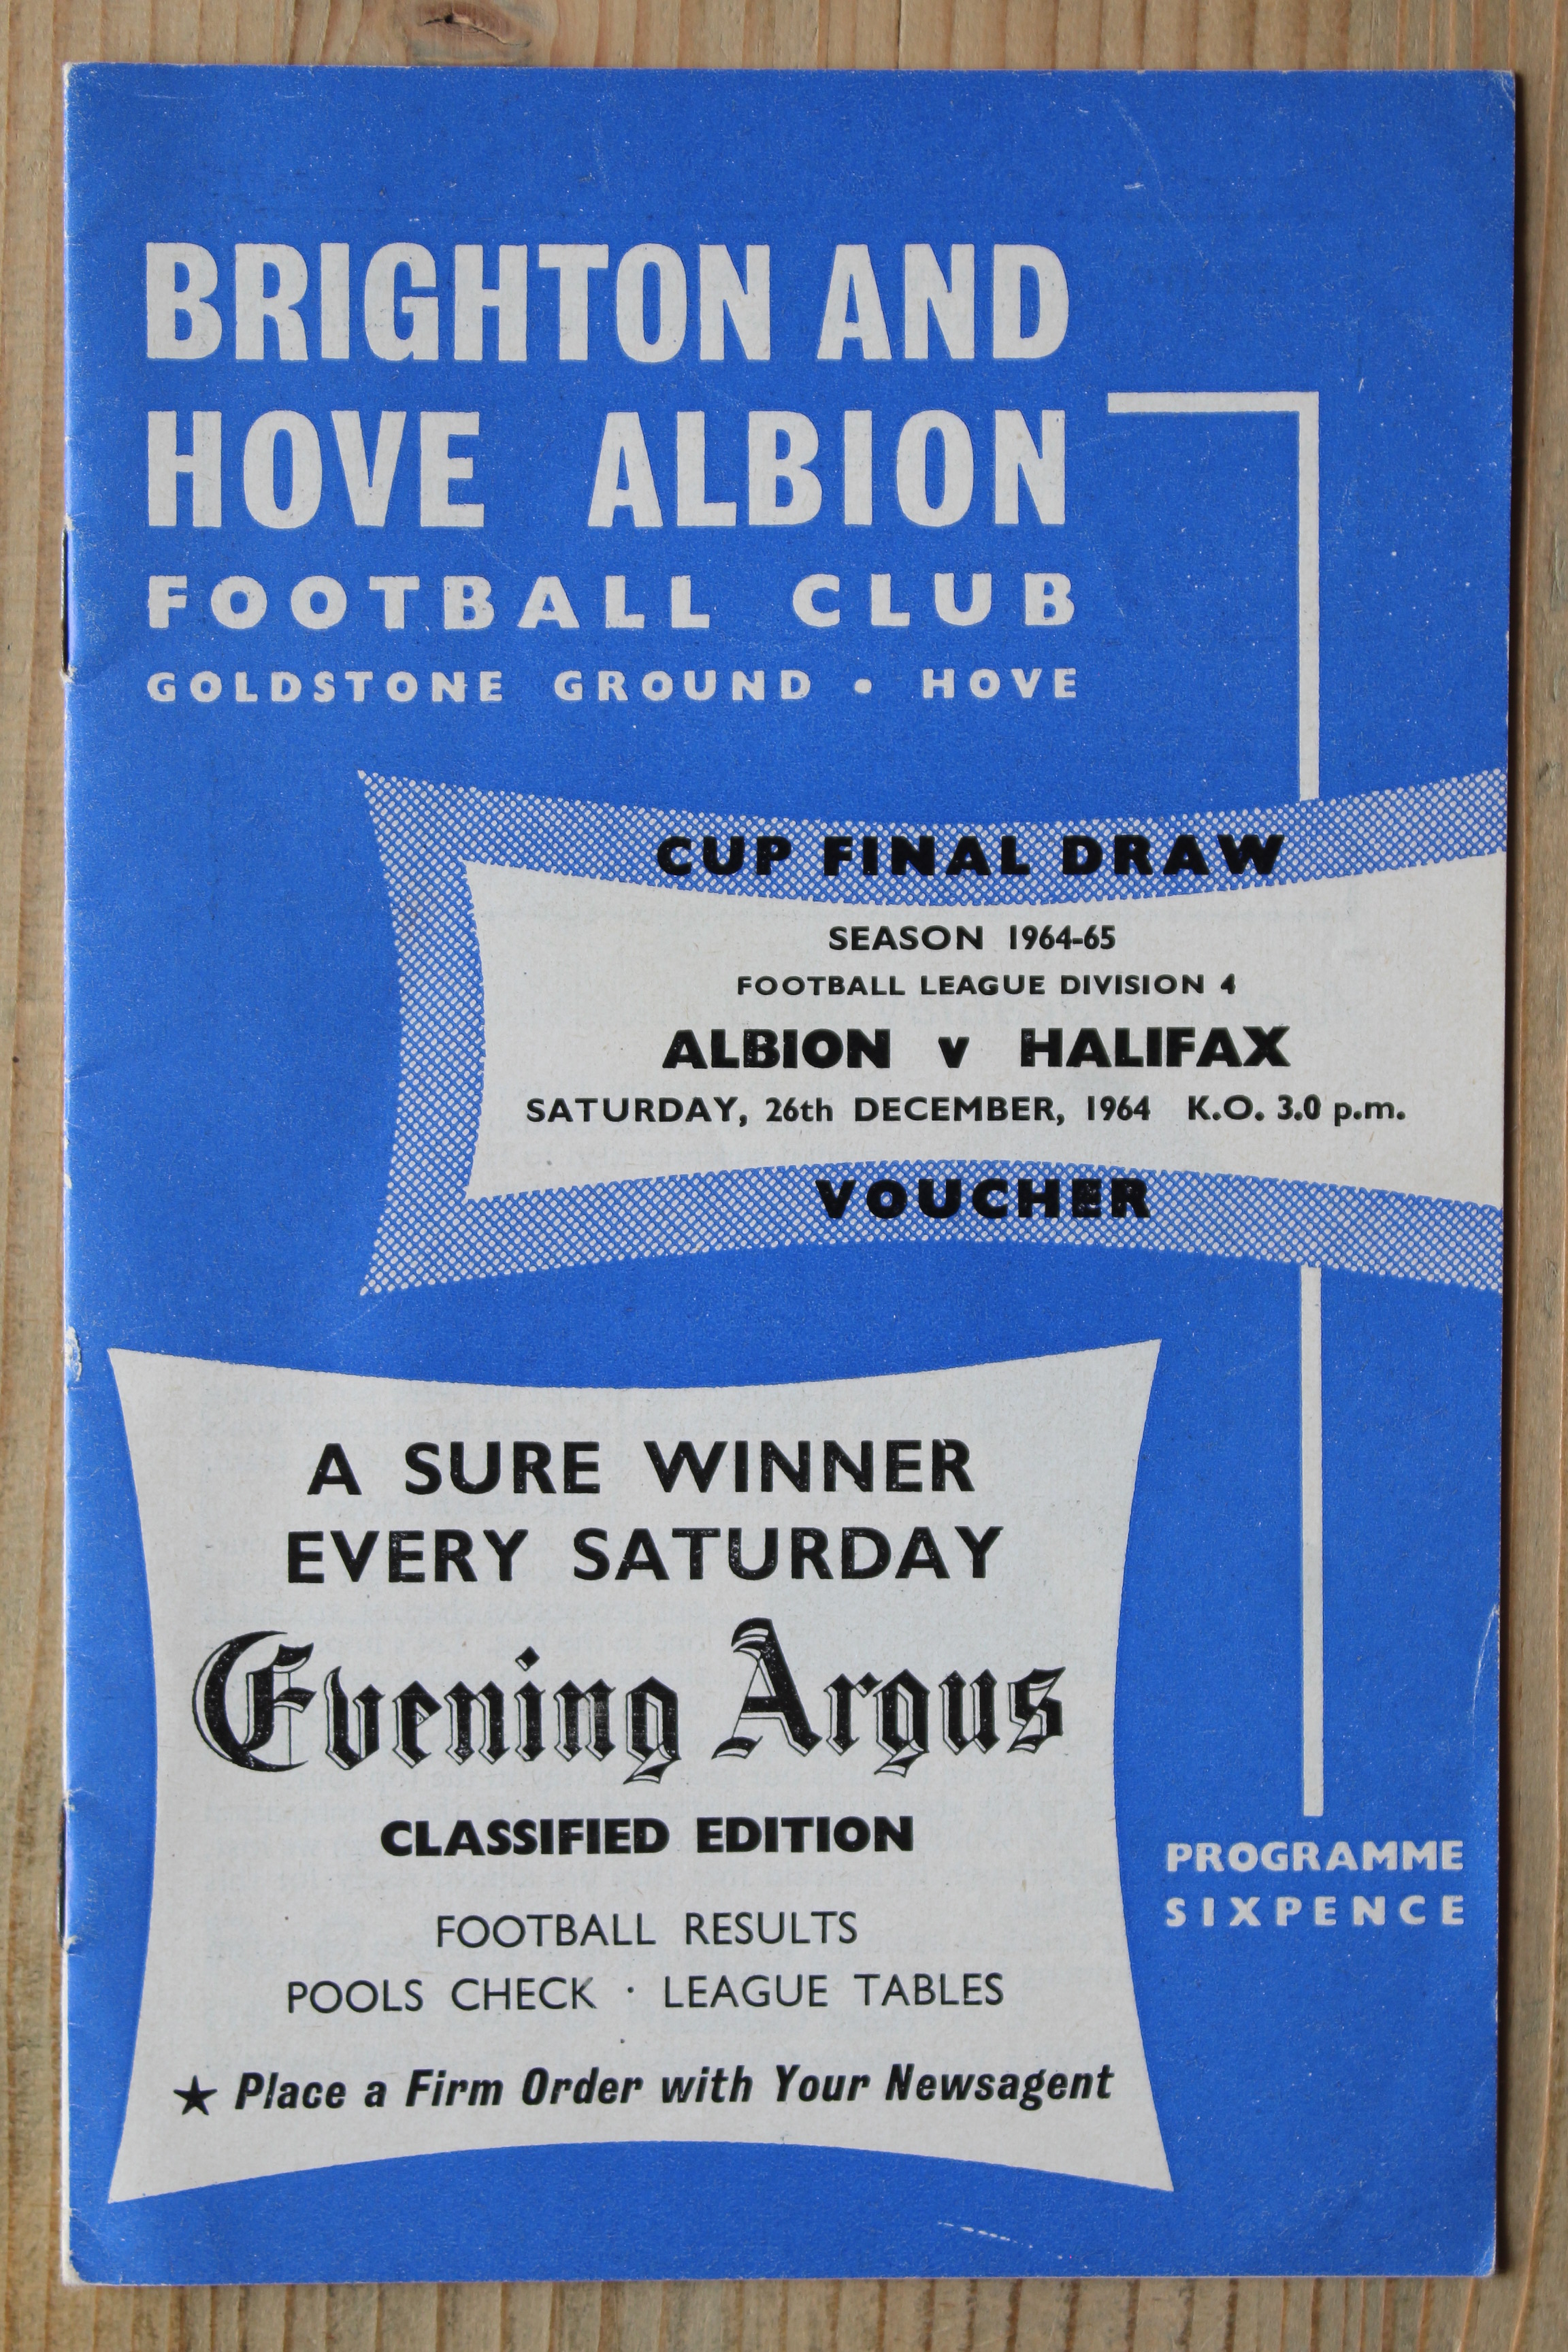 BRIGHTON AND
HOVE ALBION
FOOTBALL CLUB
GOLDSTONE GROUND • HOVE
CUP FINAL DRAW
SEASON 1964-65
FOOTBALL LEAGUE DIVISION 4
ALBION v HALIFAX
SATURDAY, 26th DECEMBER, 1964 K.O. 3.0 p.m.
VOUCHER
A SURE WINNER
EVERY SATURDAY
Evening Argus
CLASSIFIED EDITION
FOOTBALL RESULTS
POOLS CHECK · LEAGUE TABLES
★ Place a Firm Order with Your Newsagent
PROGRAMME
SIXPENCE